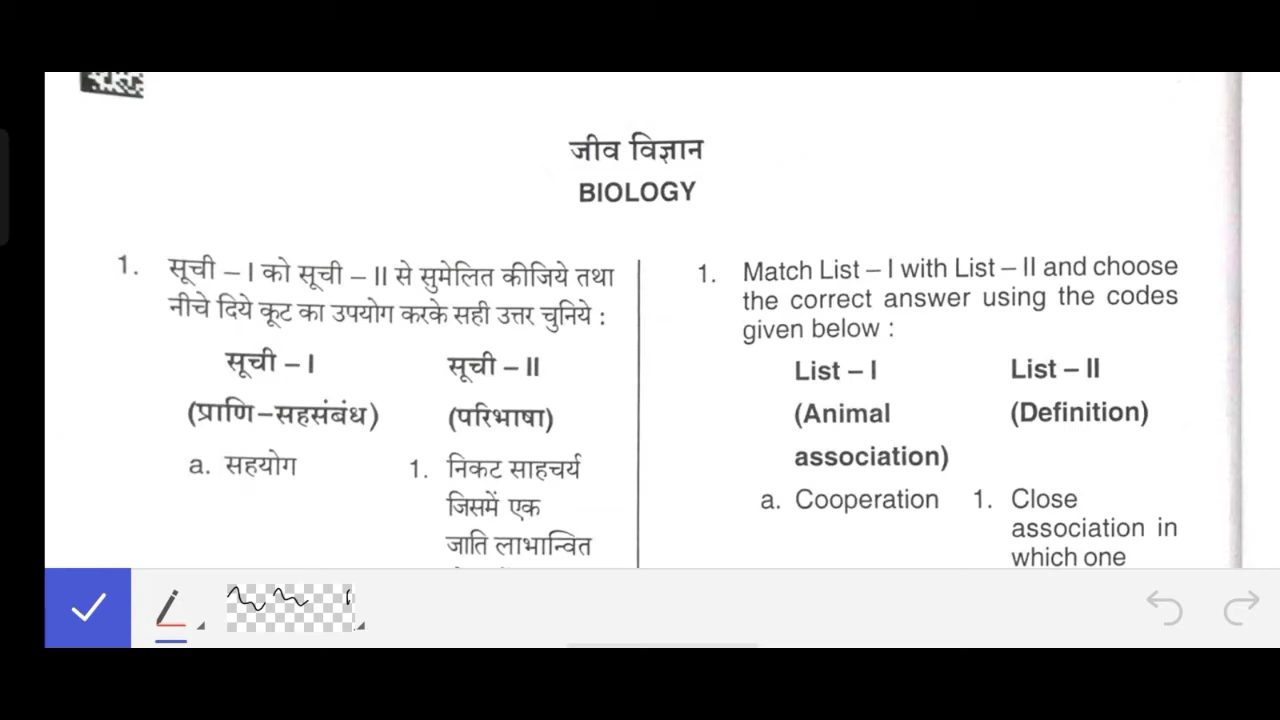 जीव विज्ञान
BIOLOGY
1. सूची – I को सूची – II से सुमेलित कीजिये तथा
नीचे दिये कूट का उपयोग करके सही उत्तर चुनिये :
सूची – I सूची – II
(प्राणि–सहसंबंध) (परिभाषा)
a. सहयोग 1. निकट साहचर्य
जिसमें एक
जाति लाभान्वित
1. Match List – I with List – II and choose
the correct answer using the codes
given below :
List – I List – II
(Animal (Definition)
association)
a. Cooperation 1. Close
association in
which one